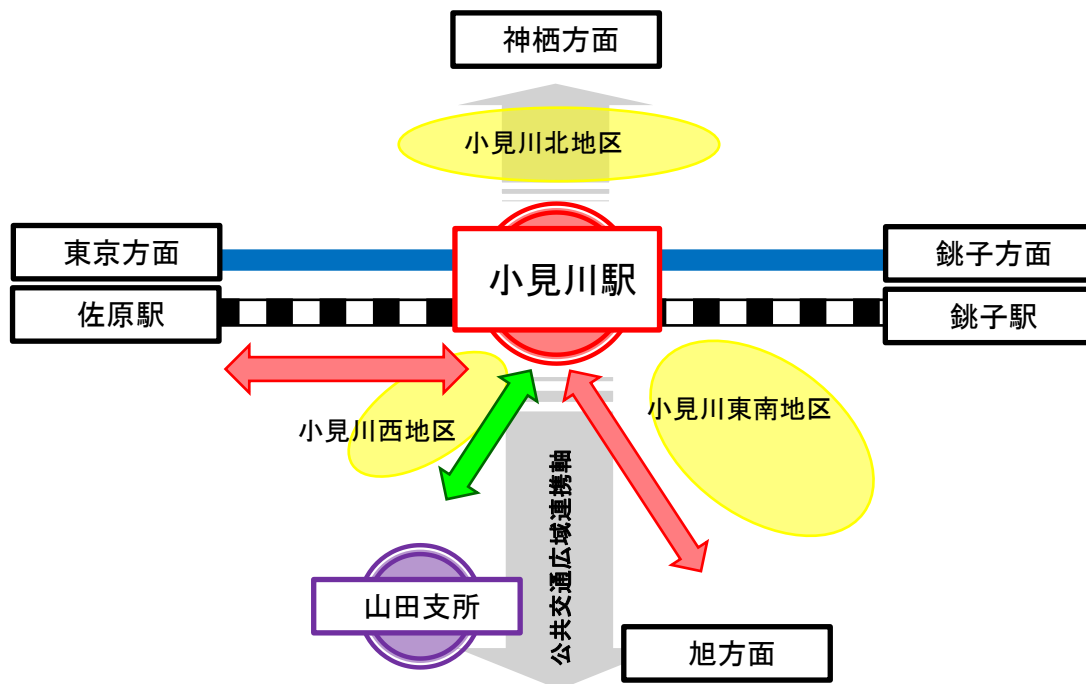 神栖方面
小見川北地区
東京方面
小見川駅
銚子方面
佐原駅
銚子駅
小見川西地区
小見川東南地区
公共交通広域連携軸
山田支所
旭方面